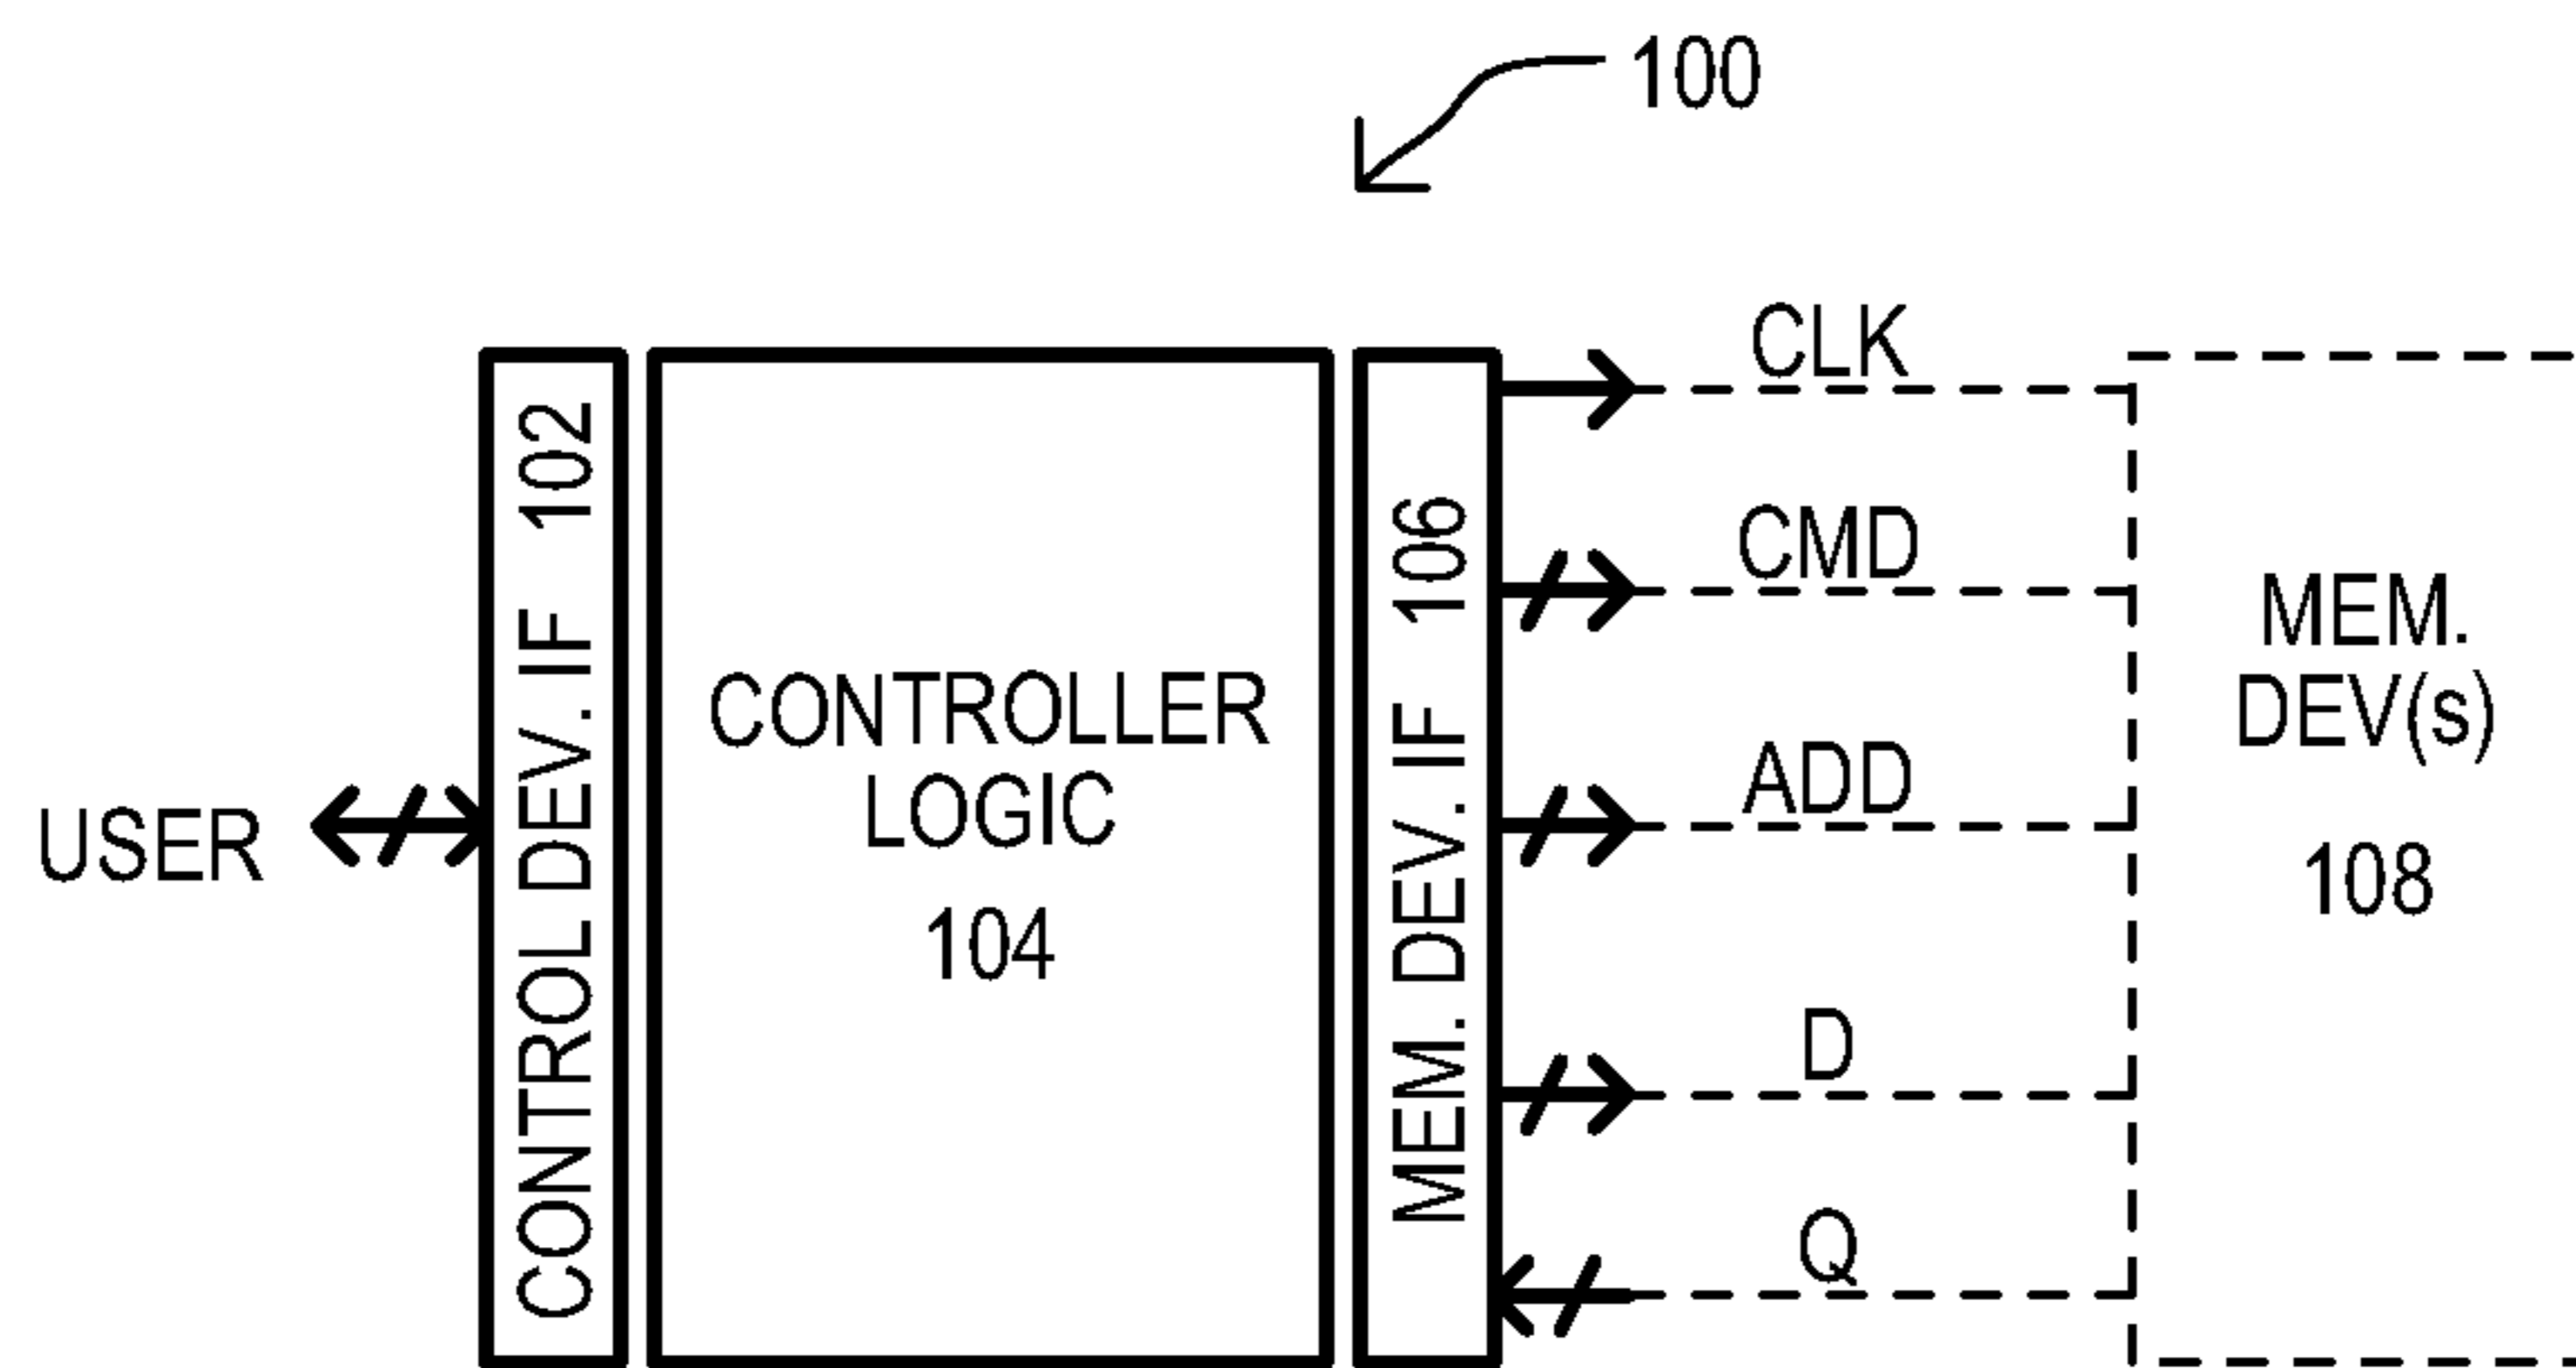 100
USER
CONTROL DEV. IF 102
CONTROLLER
LOGIC
104
MEM. DEV. IF 106
CLK
CMD
ADD
D
Q
MEM.
DEV(s)
108